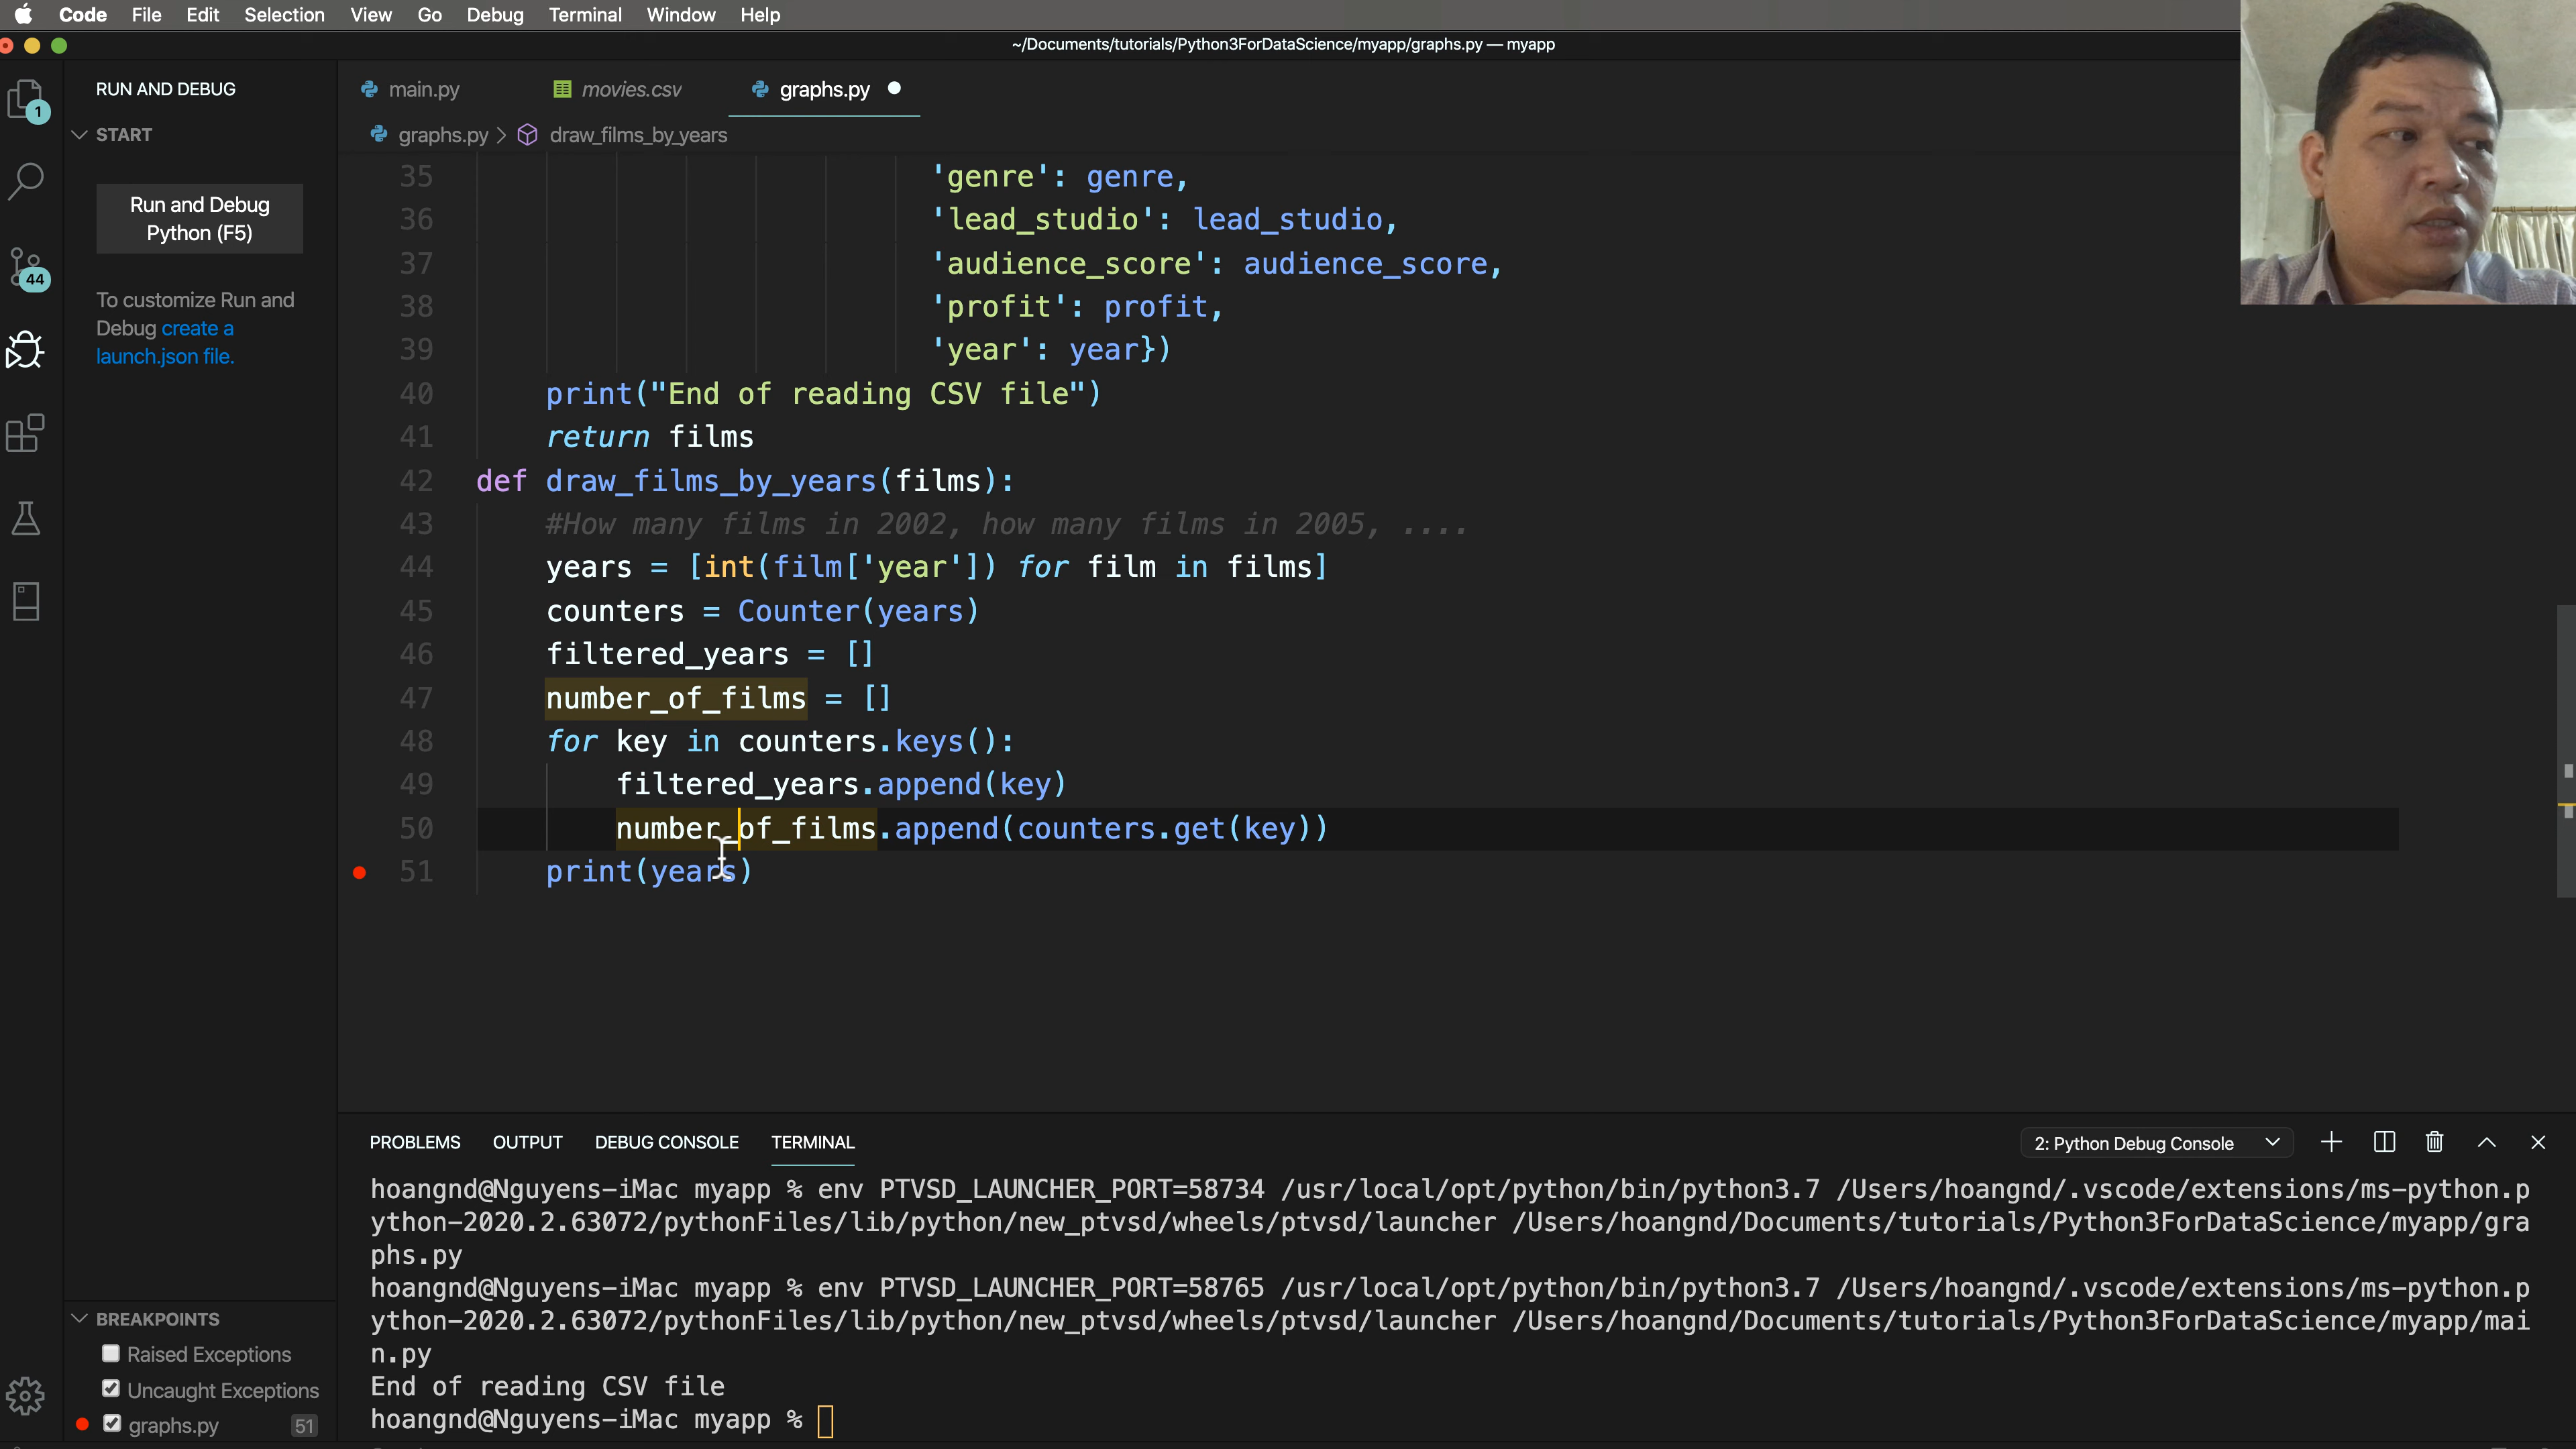 Code File Edit Selection View Go Debug Terminal Window Help
~/Documents/tutorials/Python3ForDataScience/myapp/graphs.py — myapp
RUN AND DEBUG
START
Run and Debug
Python (F5)
To customize Run and
Debug create a
launch.json file.
1
44
main.py movies.csv graphs.py
graphs.py > draw_films_by_years
35 'genre': genre,
36 'lead_studio': lead_studio,
37 'audience_score': audience_score,
38 'profit': profit,
39 'year': year})
40 print("End of reading CSV file")
41 return films
42 def draw_films_by_years(films):
43 #How many films in 2002, how many films in 2005, ....
44 years = [int(film['year']) for film in films]
45 counters = Counter(years)
46 filtered_years = []
47 number_of_films = []
48 for key in counters.keys():
49 filtered_years.append(key)
50 number_of_films.append(counters.get(key))
51 print(years)
PROBLEMS OUTPUT DEBUG CONSOLE TERMINAL
2: Python Debug Console
hoangnd@Nguyens-iMac myapp % env PTVSD_LAUNCHER_PORT=58734 /usr/local/opt/python/bin/python3.7 /Users/hoangnd/.vscode/extensions/ms-python.p
ython-2020.2.63072/pythonFiles/lib/python/new_ptvsd/wheels/ptvsd/launcher /Users/hoangnd/Documents/tutorials/Python3ForDataScience/myapp/gra
phs.py
hoangnd@Nguyens-iMac myapp % env PTVSD_LAUNCHER_PORT=58765 /usr/local/opt/python/bin/python3.7 /Users/hoangnd/.vscode/extensions/ms-python.p
ython-2020.2.63072/pythonFiles/lib/python/new_ptvsd/wheels/ptvsd/launcher /Users/hoangnd/Documents/tutorials/Python3ForDataScience/myapp/mai
n.py
End of reading CSV file
hoangnd@Nguyens-iMac myapp %
BREAKPOINTS
Raised Exceptions
Uncaught Exceptions
graphs.py 51